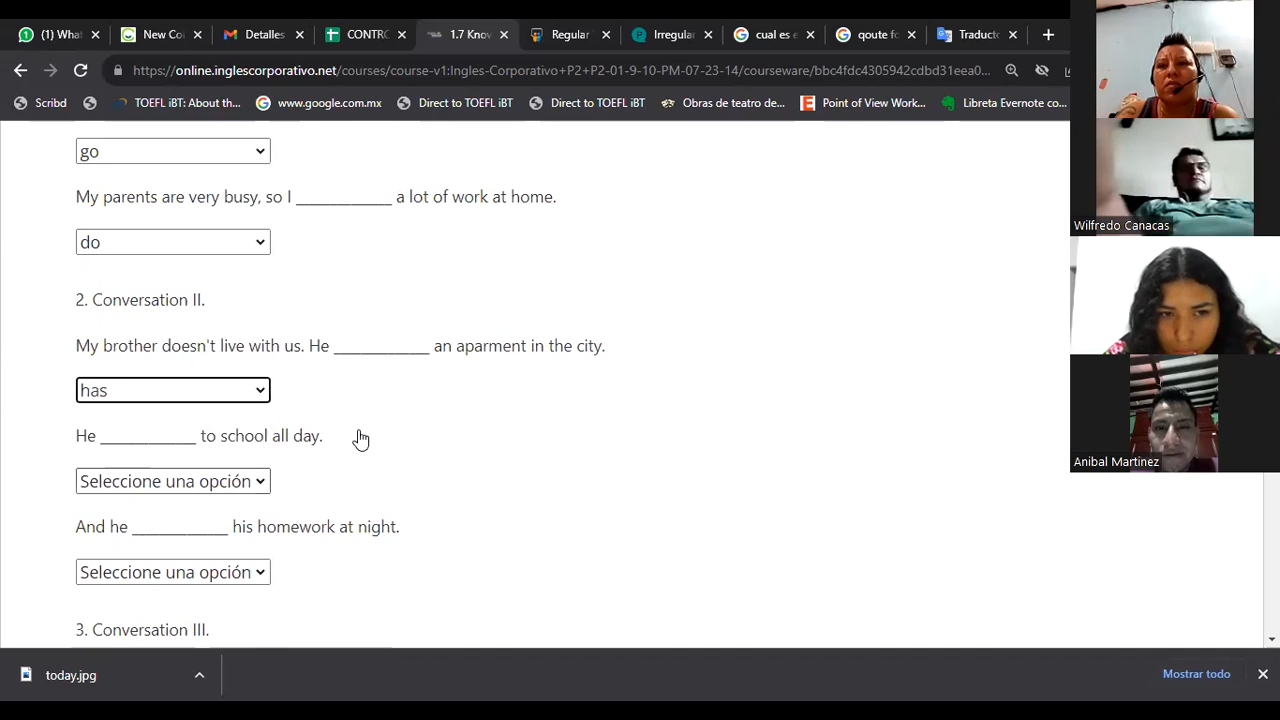 (1) What
New Co
Detalles
CONTRO
1.7 Knov
Regular
Irregular
cual es e
qoute fo
Traducto
https://online.inglescorporativo.net/courses/course-v1:Ingles-Corporativo+P2+P2-01-9-10-PM-07-23-14/courseware/bbc4fdc4305942cdbd31eea0...
Scribd
TOEFL iBT: About th...
www.google.com.mx
Direct to TOEFL iBT
Direct to TOEFL iBT
Obras de teatro de...
Point of View Work...
Libreta Evernote co...
go
My parents are very busy, so I ___________ a lot of work at home.
do
2. Conversation II.
My brother doesn't live with us. He ___________ an aparment in the city.
has
He ___________ to school all day.
Seleccione una opción
And he ___________ his homework at night.
Seleccione una opción
3. Conversation III.
today.jpg
Mostrar todo
Wilfredo Canacas
Anibal Martinez